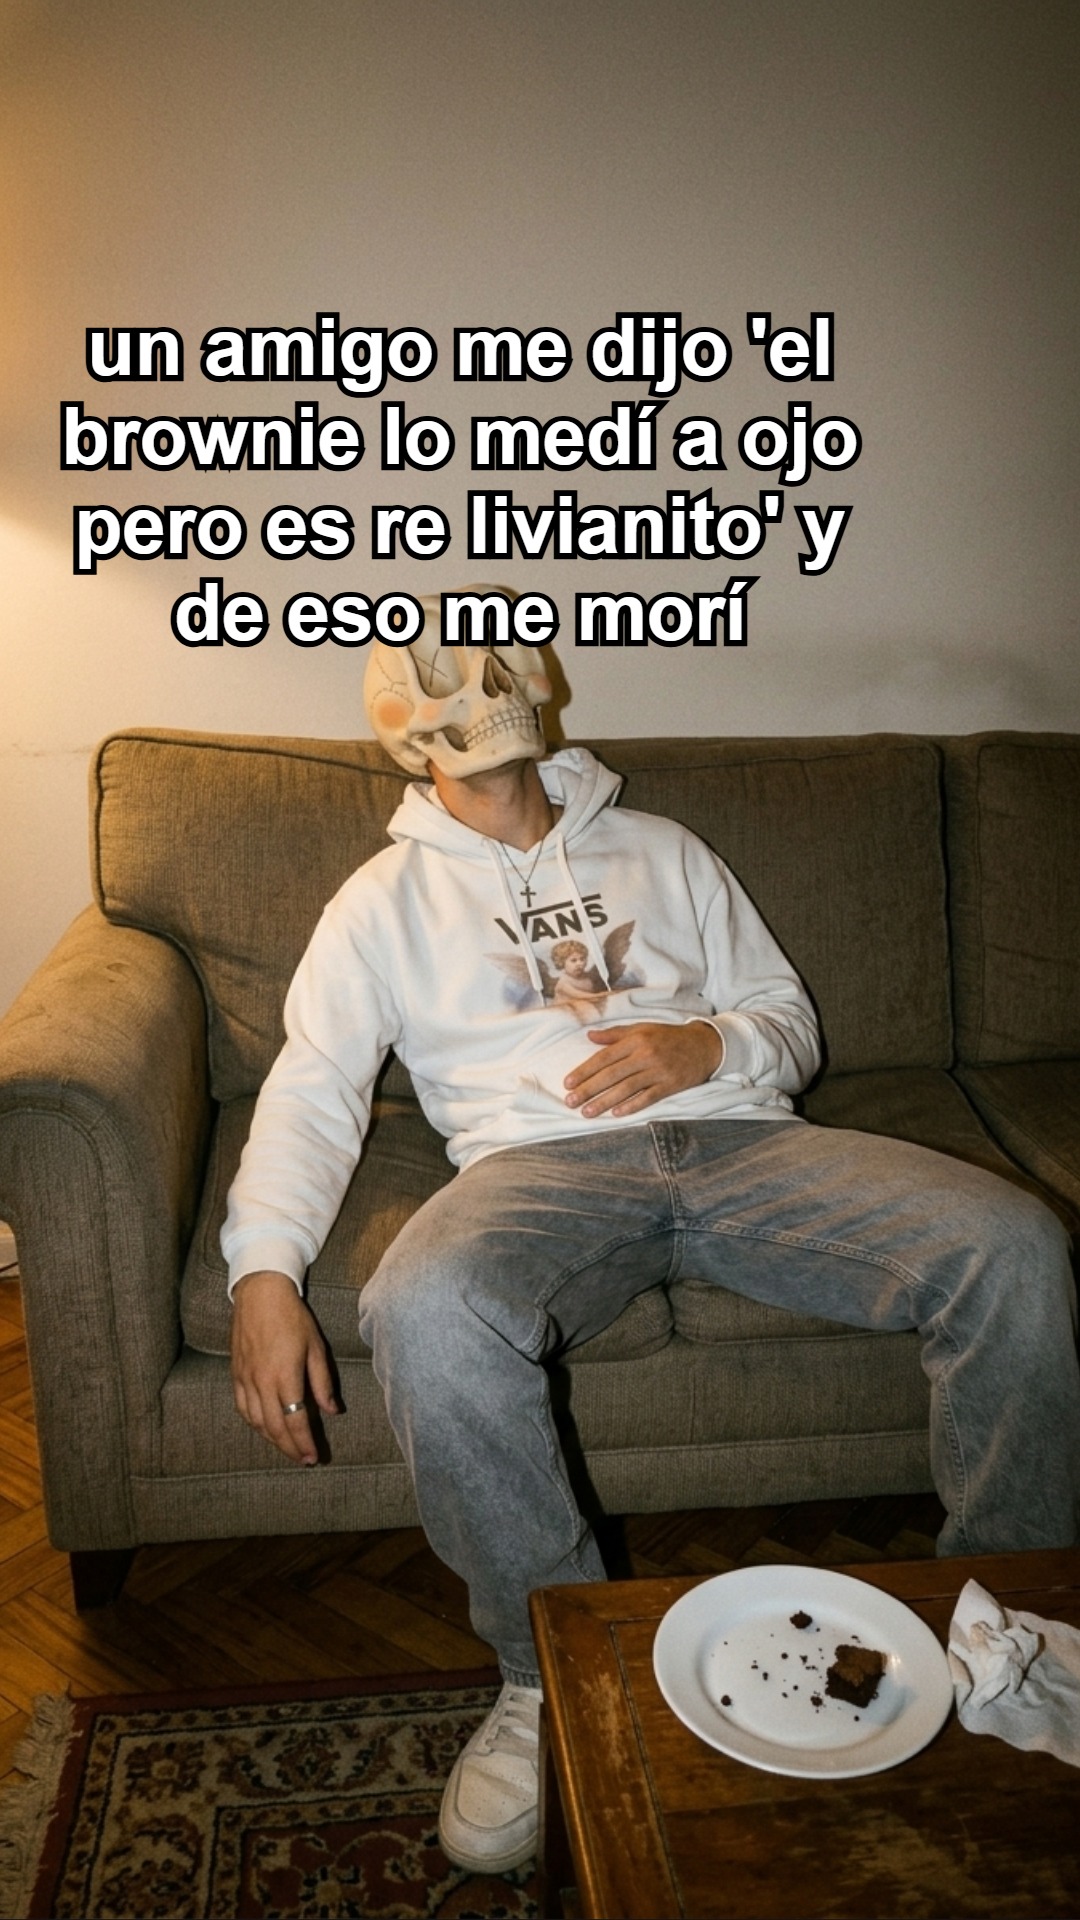 un amigo me dijo 'el
brownie lo medí a ojo
pero es re livianito' y
de eso me morí
VANS